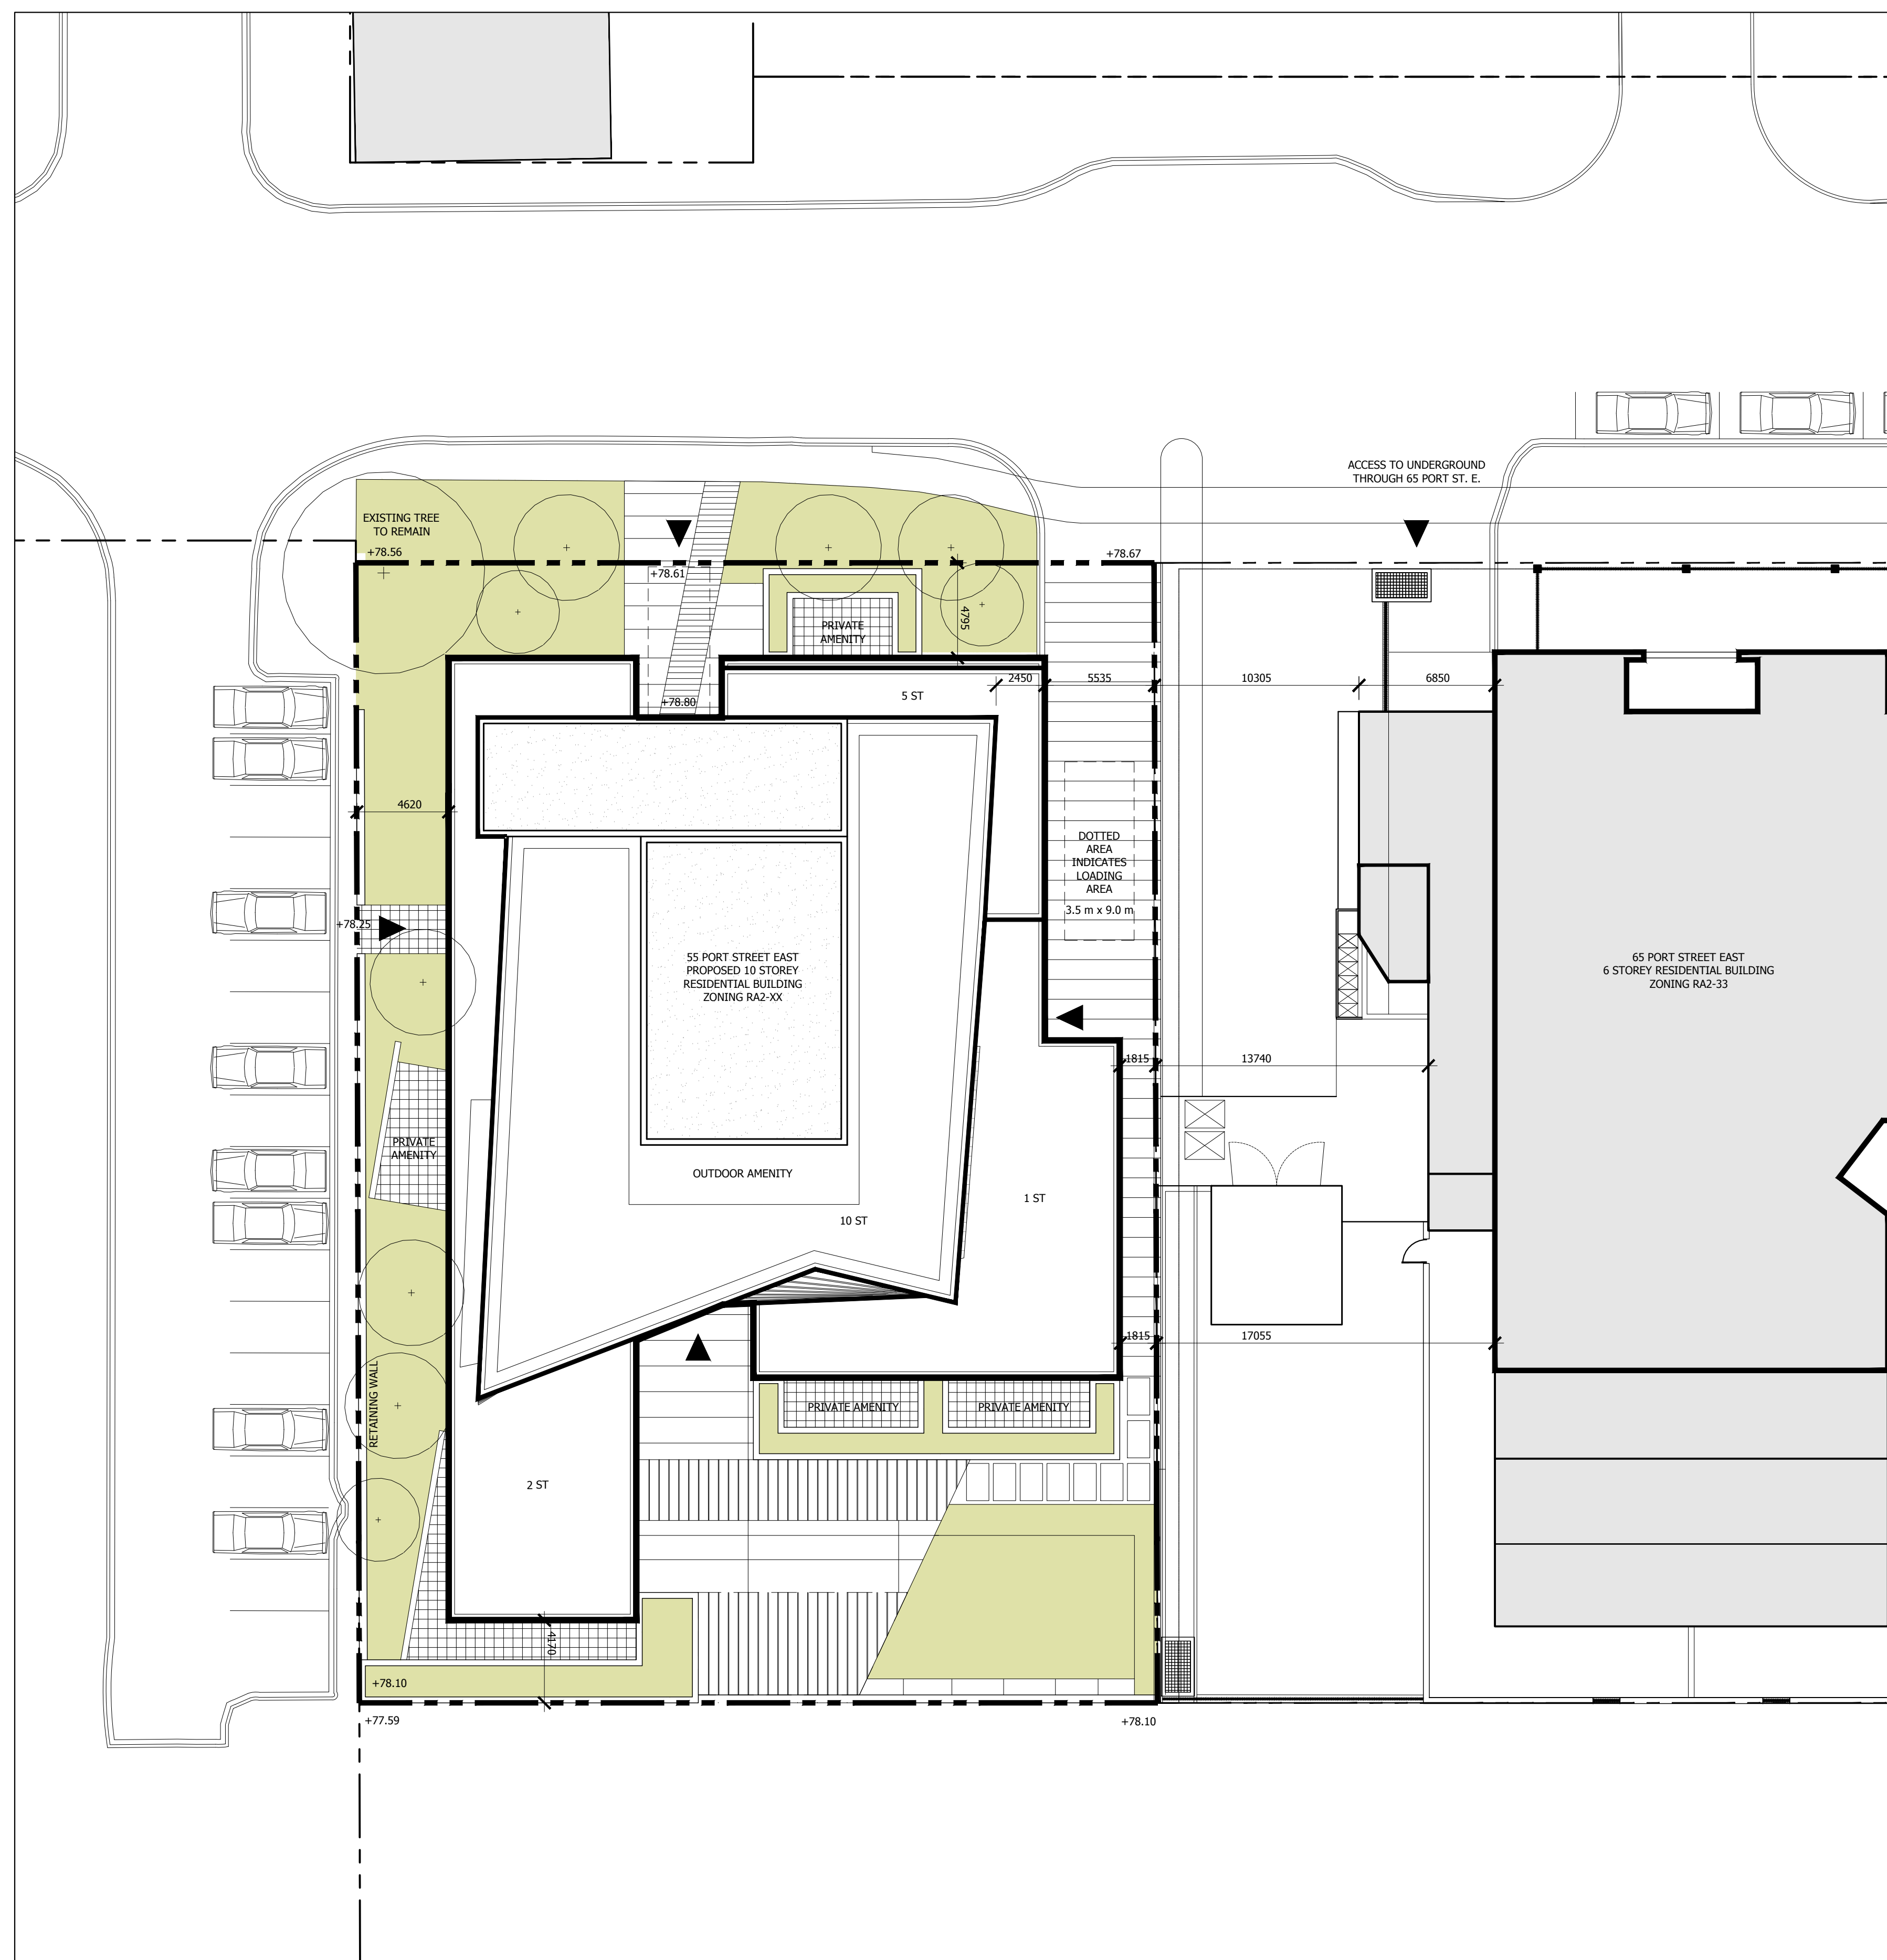 ACCESS TO UNDERGROUND
THROUGH 65 PORT ST. E.
EXISTING TREE
TO REMAIN
+78.56
+78.67
+78.61
4795
PRIVATE
AMENITY
+78.80
5 ST
2450
5535
10305
6850
4620
DOTTED
AREA
INDICATES
LOADING
AREA
3.5 m x 9.0 m
+78.25
55 PORT STREET EAST
PROPOSED 10 STOREY
RESIDENTIAL BUILDING
ZONING RA2-XX
65 PORT STREET EAST
6 STOREY RESIDENTIAL BUILDING
ZONING RA2-33
1815
13740
PRIVATE
AMENITY
OUTDOOR AMENITY
1 ST
10 ST
1815
17055
RETAINING WALL
PRIVATE AMENITY
PRIVATE AMENITY
2 ST
4170
+78.10
+77.59
+78.10